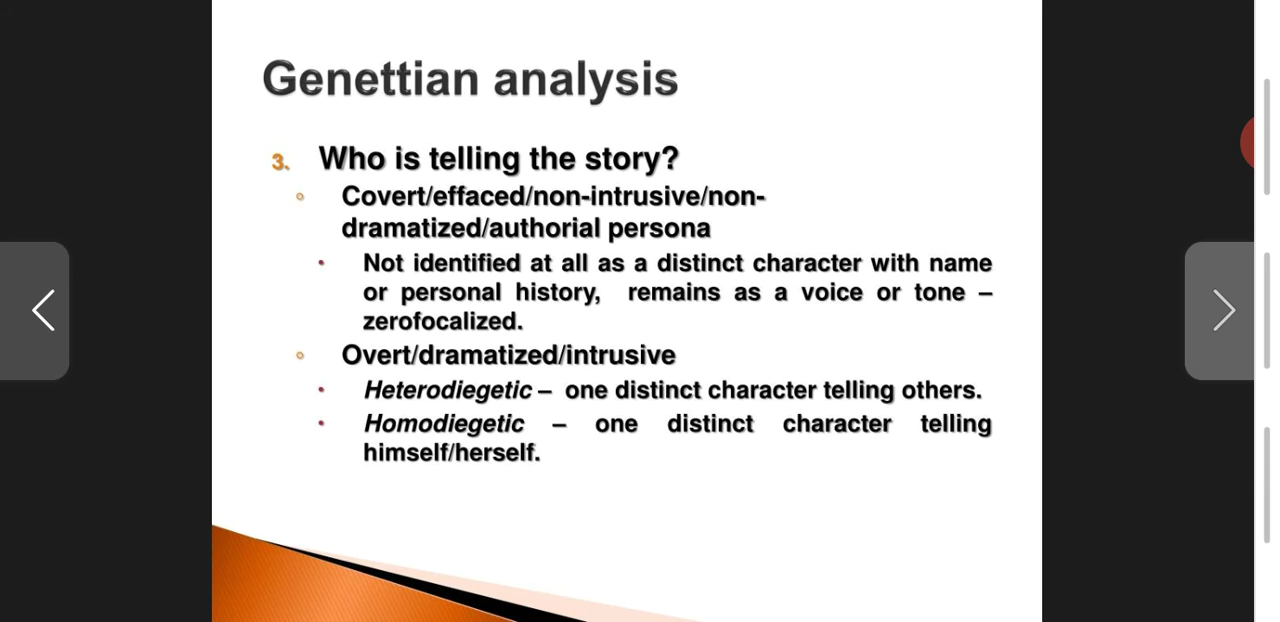 Genettian analysis
3. Who is telling the story?
Covert/effaced/non-intrusive/non-
dramatized/authorial persona
Not identified at all as a distinct character with name
or personal history, remains as a voice or tone –
zerofocalized.
Overt/dramatized/intrusive
Heterodiegetic – one distinct character telling others.
Homodiegetic – one distinct character telling
himself/herself.